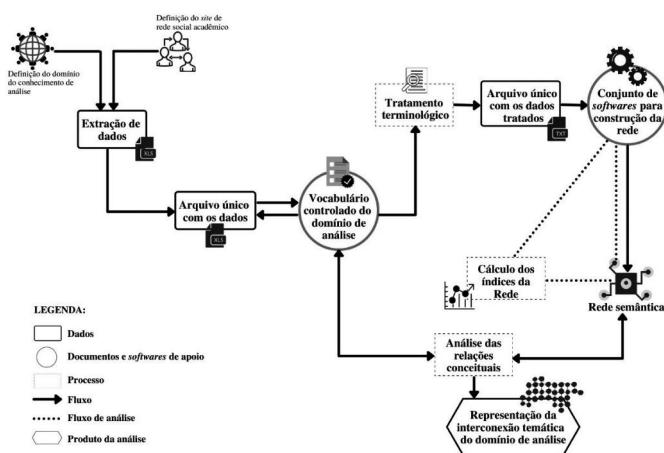 Definição do site de
rede social acadêmico
Definição do domínio
do conhecimento de
análise
Extração de
dados
XLS
Arquivo único
com os dados
XLS
Vocabulário
controlado do
domínio de
análise
Tratamento
terminológico
Arquivo único
com os dados
tratados
TXT
Conjunto de
softwares para
construção da
rede
Cálculo dos
índices da
Rede
Rede semântica
Análise das
relações
conceituais
Representação da
interconexão temática
do domínio de análise
LEGENDA:
Dados
Documentos e softwares de apoio
Processo
Fluxo
Fluxo de análise
Produto da análise